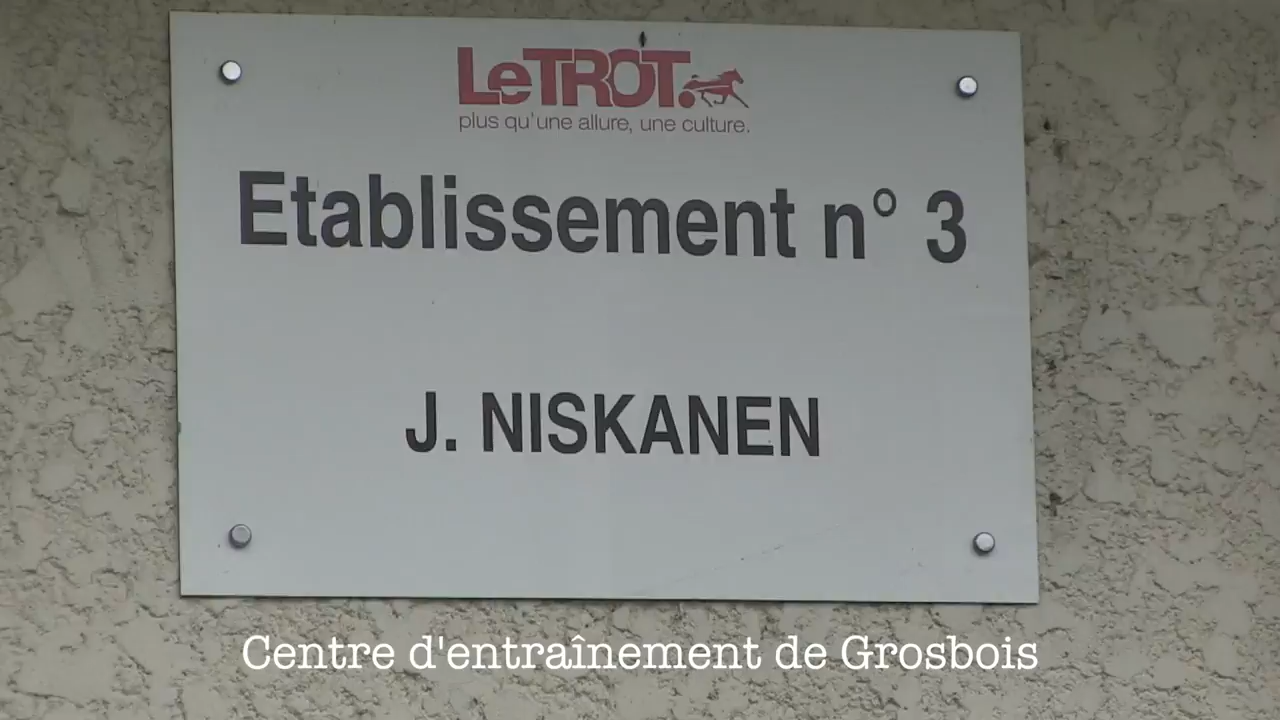 LeTROT.
plus qu'une allure, une culture.
Etablissement n° 3
J. NISKANEN
Centre d'entraînement de Grosbois